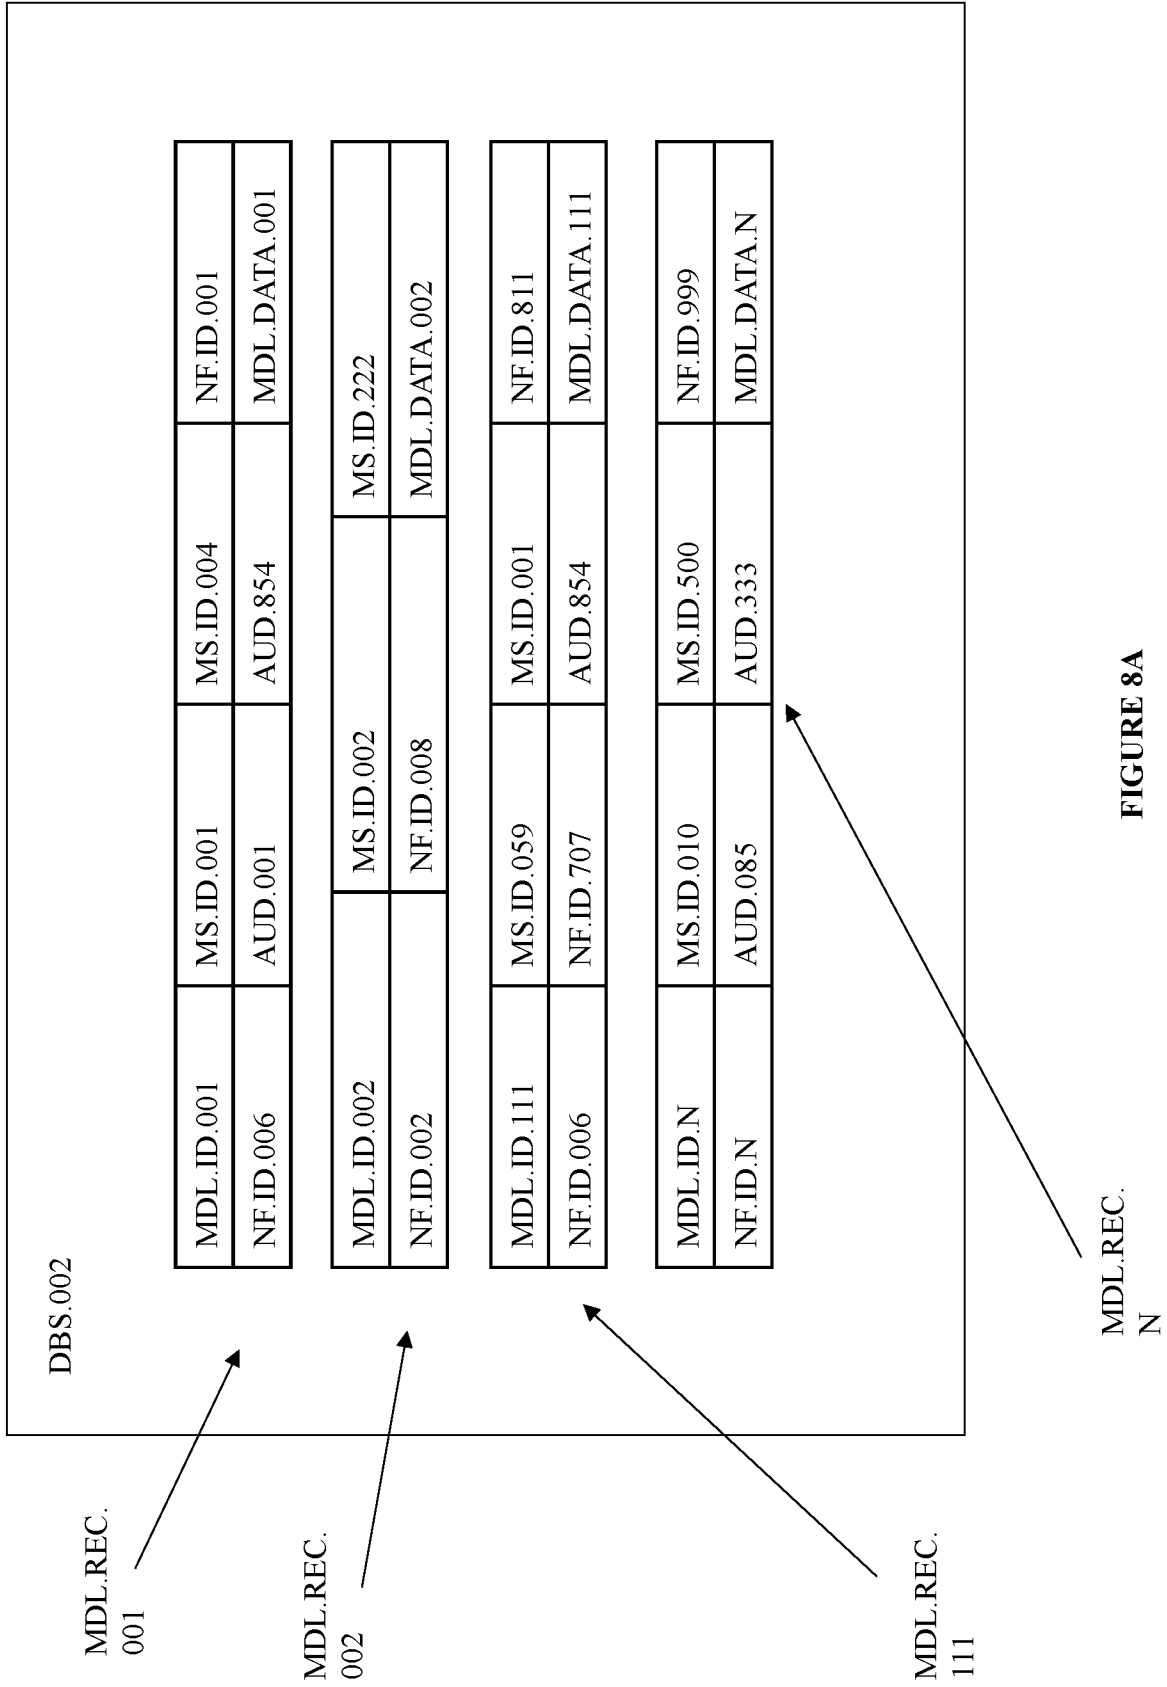 DBS.002
MDL.REC.
001
MDL.ID.001 MS.ID.001 MS.ID.004 NF.ID.001
NF.ID.006 AUD.001 AUD.854 MDL.DATA.001
MDL.REC.
002
MDL.ID.002 MS.ID.002 MS.ID.222
NF.ID.002 NF.ID.008 MDL.DATA.002
MDL.REC.
111
MDL.ID.111 MS.ID.059 MS.ID.001 NF.ID.811
NF.ID.006 NF.ID.707 AUD.854 MDL.DATA.111
MDL.REC.
N
MDL.ID.N MS.ID.010 MS.ID.500 NF.ID.999
NF.ID.N AUD.085 AUD.333 MDL.DATA.N
FIGURE 8A